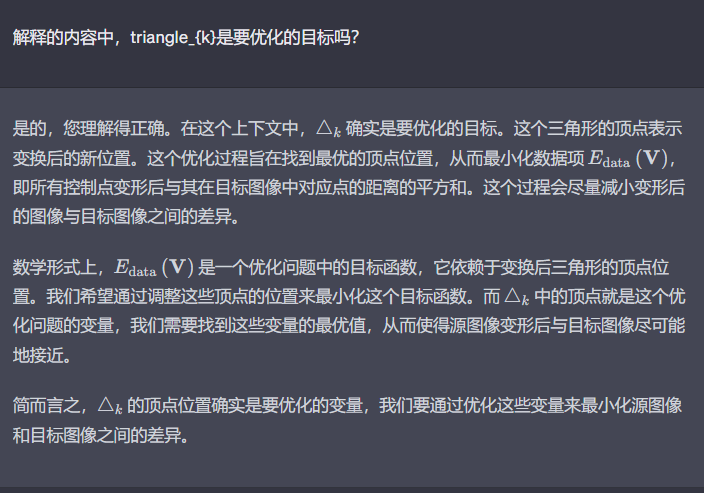 解释的内容中，triangle_{k}是要优化的目标吗？
是的，您理解得正确。在这个上下文中，△ₖ 确实是要优化的目标。这个三角形的顶点表示
变换后的新位置。这个优化过程旨在找到最优的顶点位置，从而最小化数据项 E_data (V)，
即所有控制点变形后与其在目标图像中对应点的距离的平方和。这个过程会尽量减小变形后
的图像与目标图像之间的差异。
数学形式上，E_data (V) 是一个优化问题中的目标函数，它依赖于变换后三角形的顶点位
置。我们希望通过调整这些顶点的位置来最小化这个目标函数。而 △ₖ 中的顶点就是这个优
化问题的变量，我们需要找到这些变量的最优值，从而使得源图像变形后与目标图像尽可能
地接近。
简而言之，△ₖ 的顶点位置确实是要优化的变量，我们要通过优化这些变量来最小化源图像
和目标图像之间的差异。